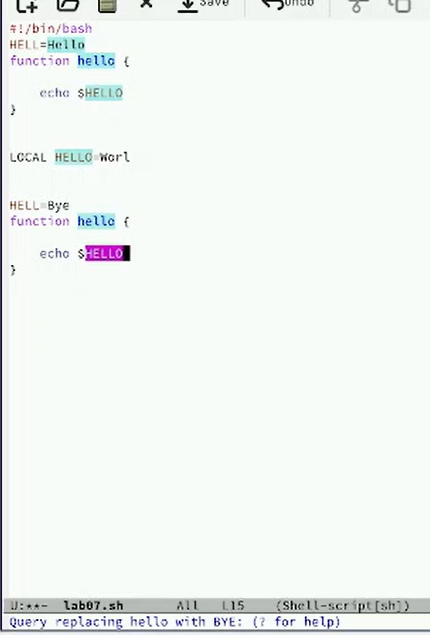 Save Undo
#!/bin/bash
HELL=Hello
function hello {
echo $HELLO
}
LOCAL HELLO=Worl
HELL=Bye
function hello {
echo $HELLO
}
U:**- lab07.sh All L15 (Shell-script[sh])
Query replacing hello with BYE: (? for help)